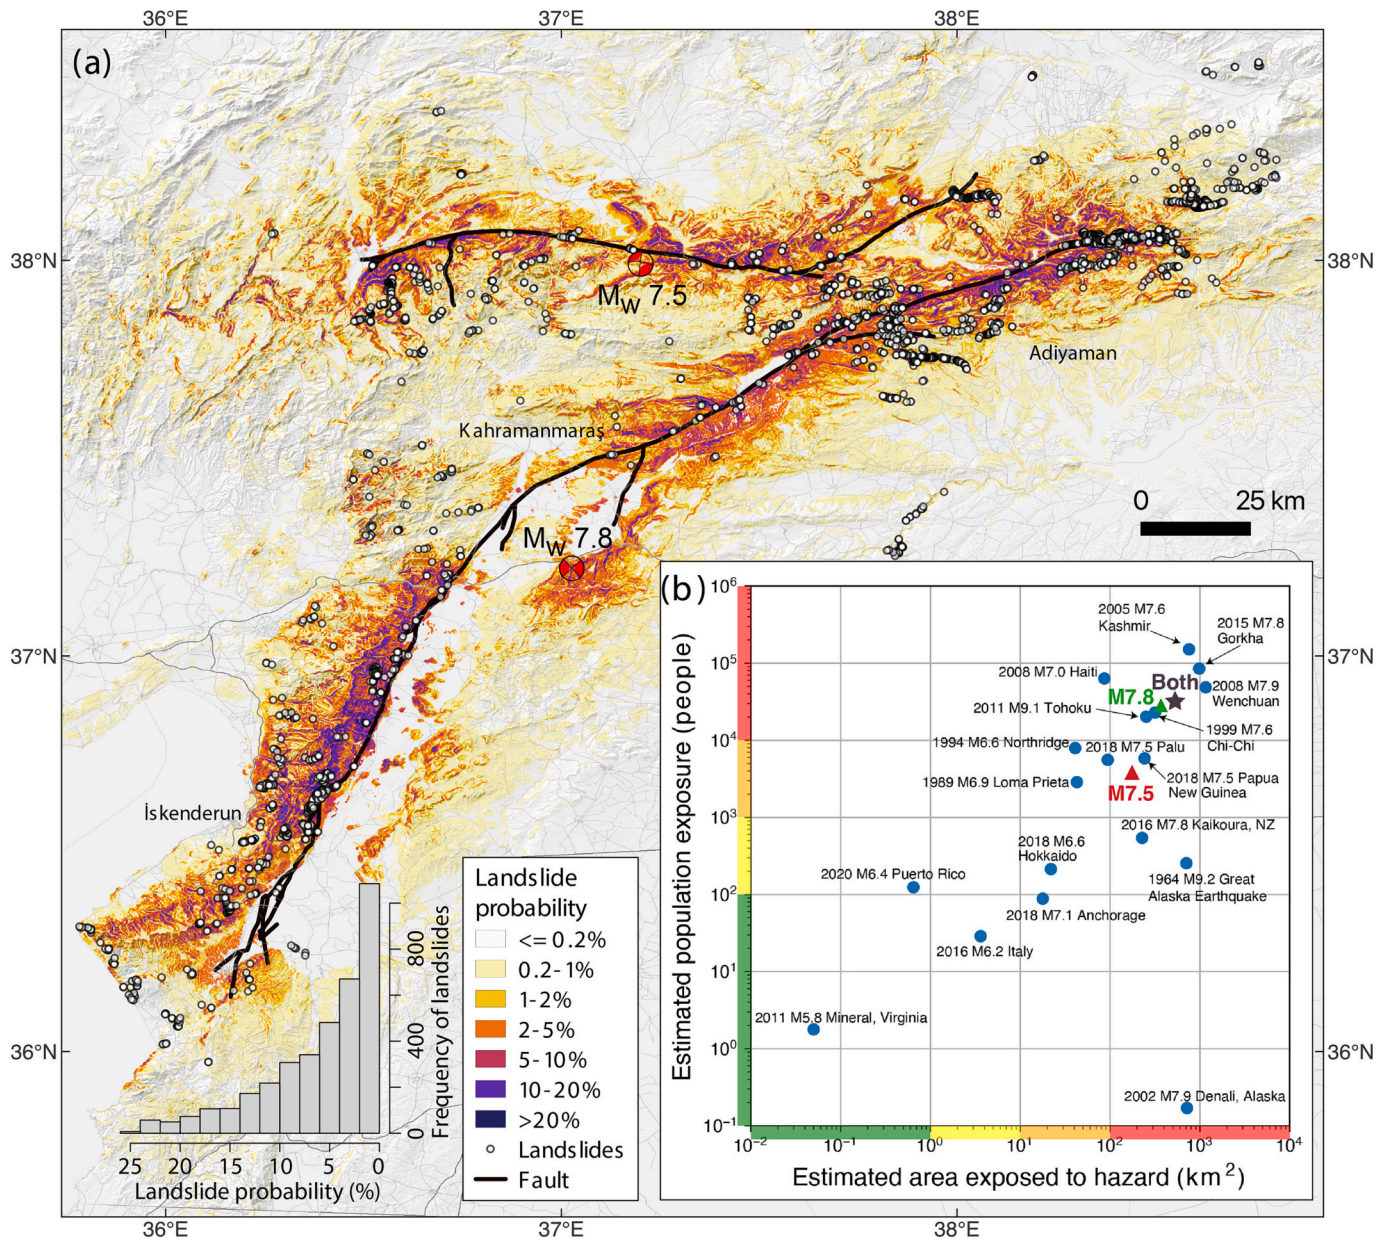 36°E
37°E
38°E
(a)
38°N
38°N
MW 7.5
Adiyaman
Kahramanmaraş
0 25 km
MW 7.8
37°N
37°N
İskenderun
36°N
36°N
Landslide
probability
<= 0.2%
0.2-1%
1-2%
2-5%
5-10%
10-20%
>20%
Landslides
Fault
Frequency of landslides
800
400
0
25 20 15 10 5 0
Landslide probability (%)
(b)
Estimated population exposure (people)
10⁶
10⁵
10⁴
10³
10²
10¹
10⁰
10⁻¹
2005 M7.6
Kashmir
2015 M7.8
Gorkha
2008 M7.0 Haiti
Both
M7.8
2008 M7.9
Wenchuan
2011 M9.1 Tohoku
1999 M7.6
Chi-Chi
1994 M6.6 Northridge
2018 M7.5 Palu
1989 M6.9 Loma Prieta
2018 M7.5 Papua
New Guinea
M7.5
2016 M7.8 Kaikoura, NZ
2018 M6.6
Hokkaido
2020 M6.4 Puerto Rico
1964 M9.2 Great
Alaska Earthquake
2018 M7.1 Anchorage
2016 M6.2 Italy
2011 M5.8 Mineral, Virginia
2002 M7.9 Denali, Alaska
10⁻² 10⁻¹ 10⁰ 10¹ 10² 10³ 10⁴
Estimated area exposed to hazard (km²)
36°E
37°E
38°E